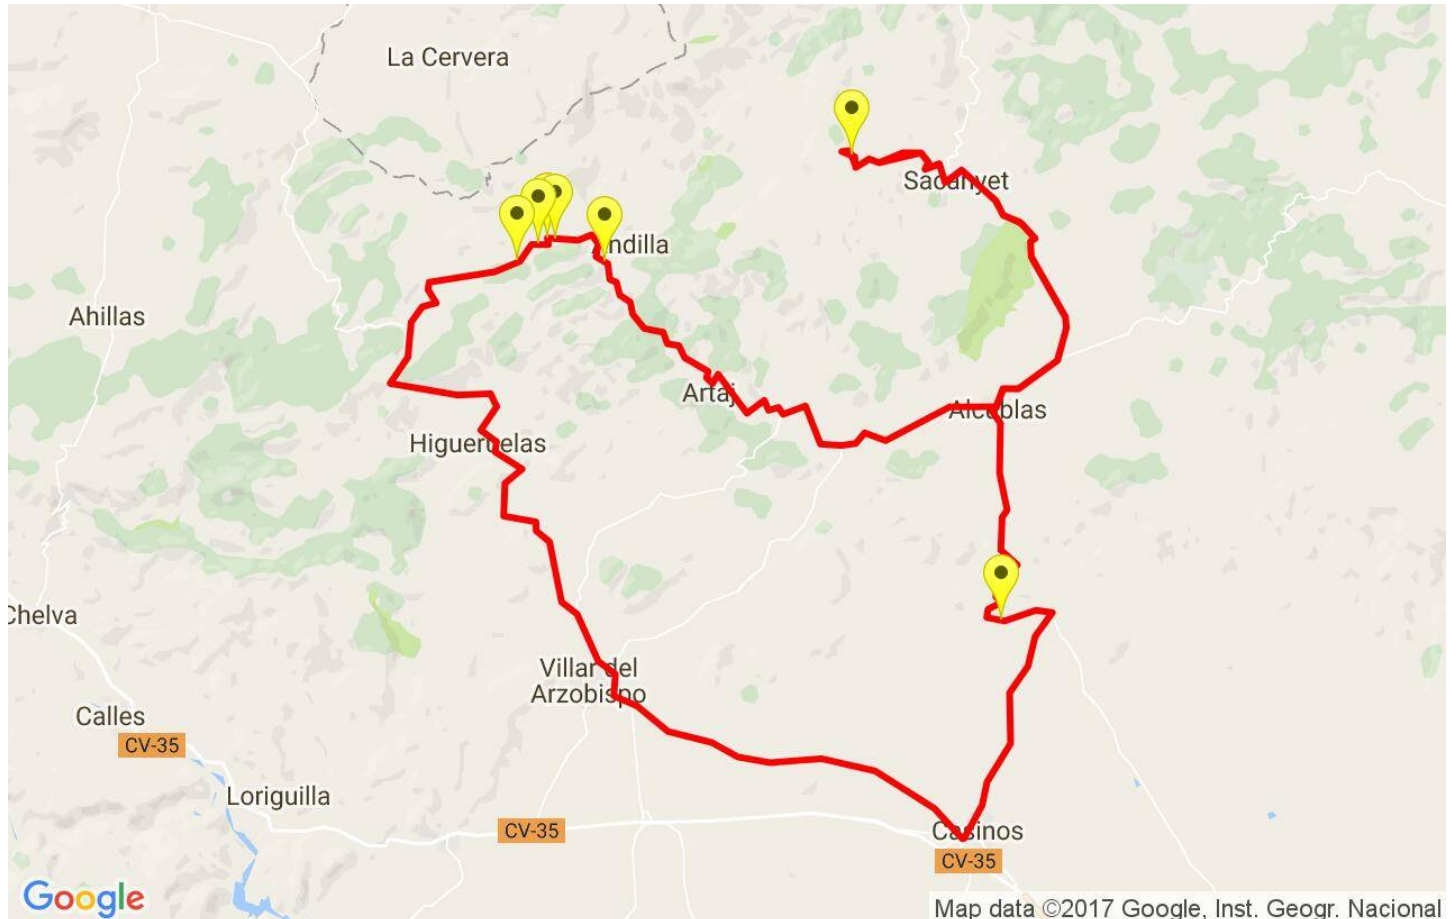 La Cervera
Sacanyet
Andilla
Ahillas
Artaj
Alcublas
Higueruelas
Chelva
Villar del
Arzobispo
Calles
CV-35
Loriguilla
CV-35
Casinos
CV-35
Google
Map data ©2017 Google, Inst. Geogr. Nacional